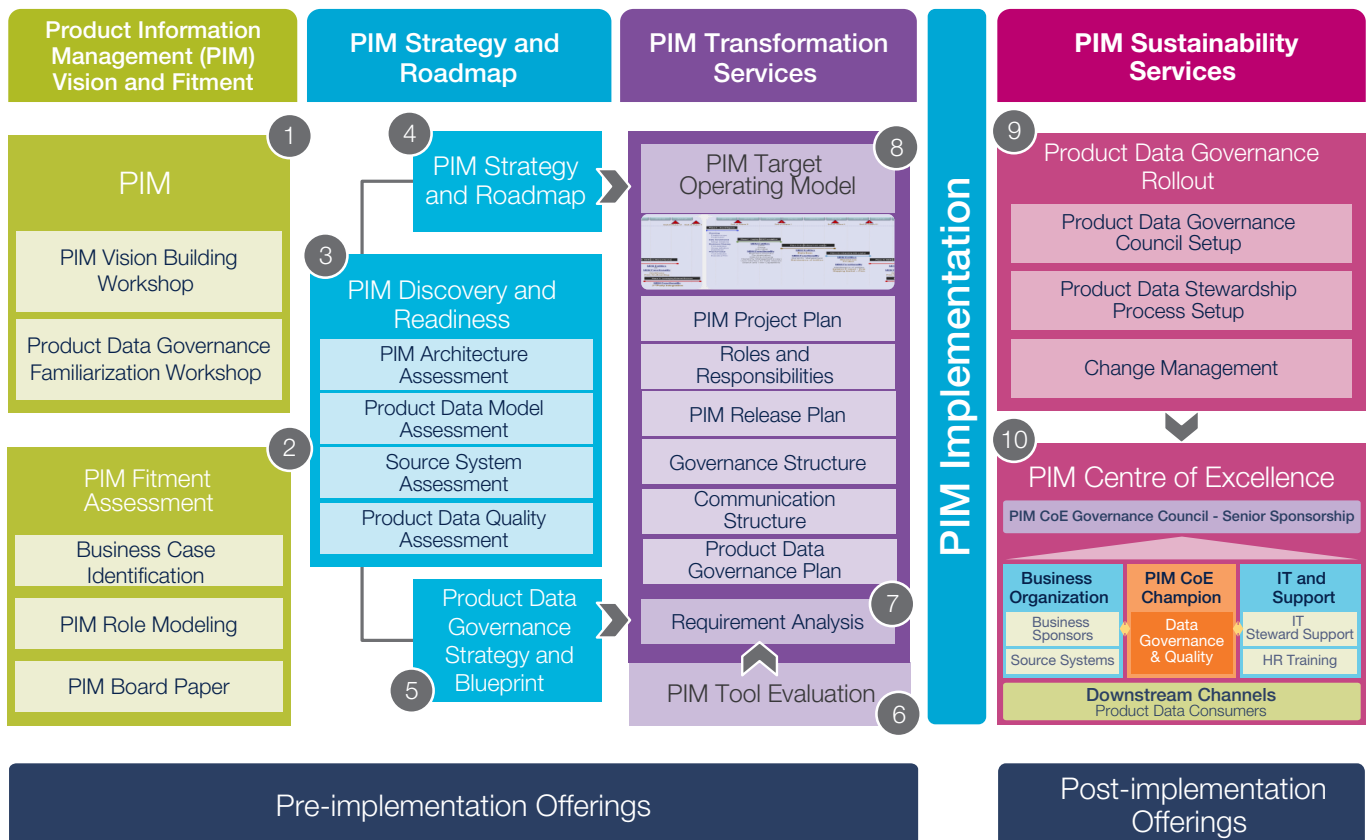 Product Information
Management (PIM)
Vision and Fitment
PIM Strategy and
Roadmap
PIM Transformation
Services
PIM Implementation
PIM Sustainability
Services
1
PIM
PIM Vision Building
Workshop
Product Data Governance
Familiarization Workshop
2
PIM Fitment
Assessment
Business Case
Identification
PIM Role Modeling
PIM Board Paper
4
PIM Strategy
and Roadmap
3
PIM Discovery and
Readiness
PIM Architecture
Assessment
Product Data Model
Assessment
Source System
Assessment
Product Data Quality
Assessment
Product Data
Governance
Strategy and
Blueprint
5
8
PIM Target
Operating Model
PIM Project Plan
Roles and
Responsibilities
PIM Release Plan
Governance Structure
Communication
Structure
Product Data
Governance Plan
7
Requirement Analysis
PIM Tool Evaluation
6
9
Product Data Governance
Rollout
Product Data Governance
Council Setup
Product Data Stewardship
Process Setup
Change Management
10
PIM Centre of Excellence
PIM CoE Governance Council - Senior Sponsorship
Business
Organization
Business
Sponsors
Source Systems
PIM CoE
Champion
Data
Governance
& Quality
IT and
Support
IT
Steward Support
HR Training
Downstream Channels
Product Data Consumers
Pre-implementation Offerings
Post-implementation
Offerings